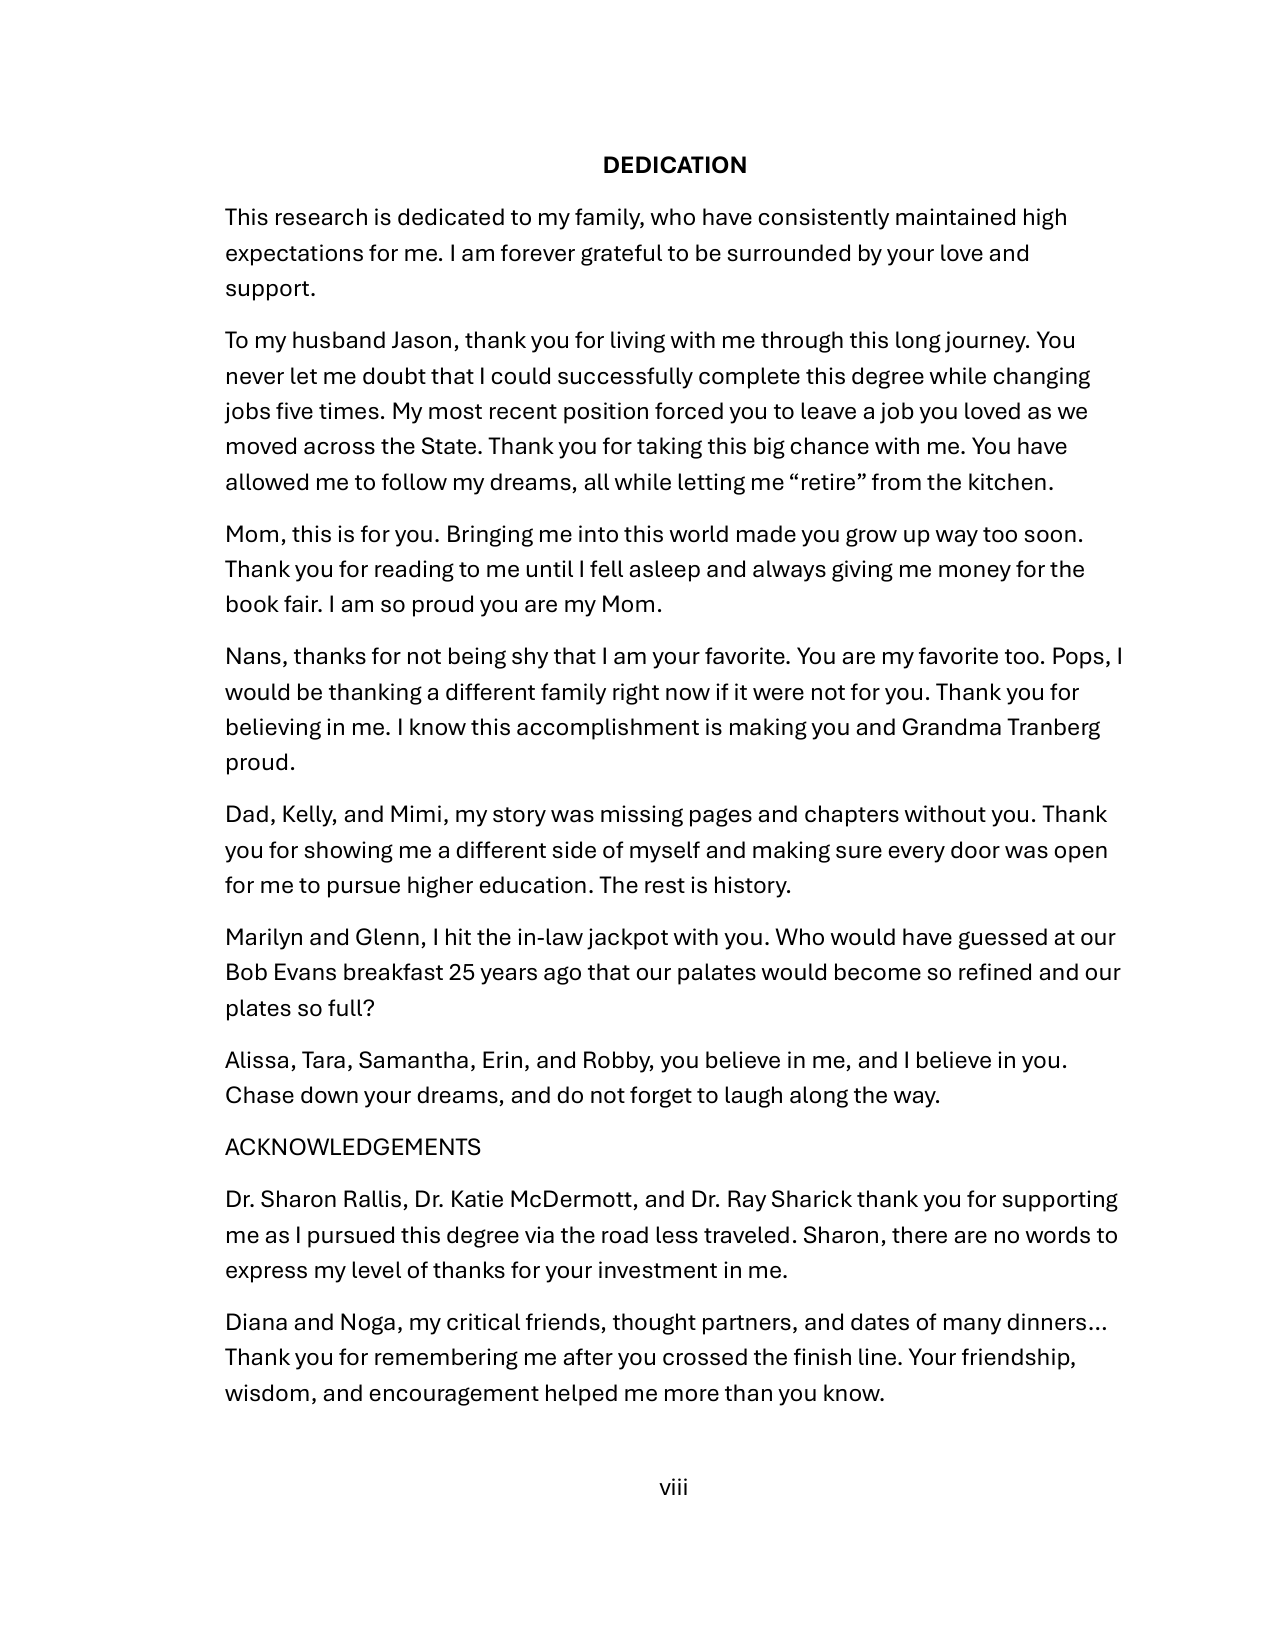 DEDICATION
This research is dedicated to my family, who have consistently maintained high
expectations for me. I am forever grateful to be surrounded by your love and
support.
To my husband Jason, thank you for living with me through this long journey. You
never let me doubt that I could successfully complete this degree while changing
jobs five times. My most recent position forced you to leave a job you loved as we
moved across the State. Thank you for taking this big chance with me. You have
allowed me to follow my dreams, all while letting me “retire” from the kitchen.
Mom, this is for you. Bringing me into this world made you grow up way too soon.
Thank you for reading to me until I fell asleep and always giving me money for the
book fair. I am so proud you are my Mom.
Nans, thanks for not being shy that I am your favorite. You are my favorite too. Pops, I
would be thanking a different family right now if it were not for you. Thank you for
believing in me. I know this accomplishment is making you and Grandma Tranberg
proud.
Dad, Kelly, and Mimi, my story was missing pages and chapters without you. Thank
you for showing me a different side of myself and making sure every door was open
for me to pursue higher education. The rest is history.
Marilyn and Glenn, I hit the in-law jackpot with you. Who would have guessed at our
Bob Evans breakfast 25 years ago that our palates would become so refined and our
plates so full?
Alissa, Tara, Samantha, Erin, and Robby, you believe in me, and I believe in you.
Chase down your dreams, and do not forget to laugh along the way.
ACKNOWLEDGEMENTS
Dr. Sharon Rallis, Dr. Katie McDermott, and Dr. Ray Sharick thank you for supporting
me as I pursued this degree via the road less traveled. Sharon, there are no words to
express my level of thanks for your investment in me.
Diana and Noga, my critical friends, thought partners, and dates of many dinners…
Thank you for remembering me after you crossed the finish line. Your friendship,
wisdom, and encouragement helped me more than you know.
viii